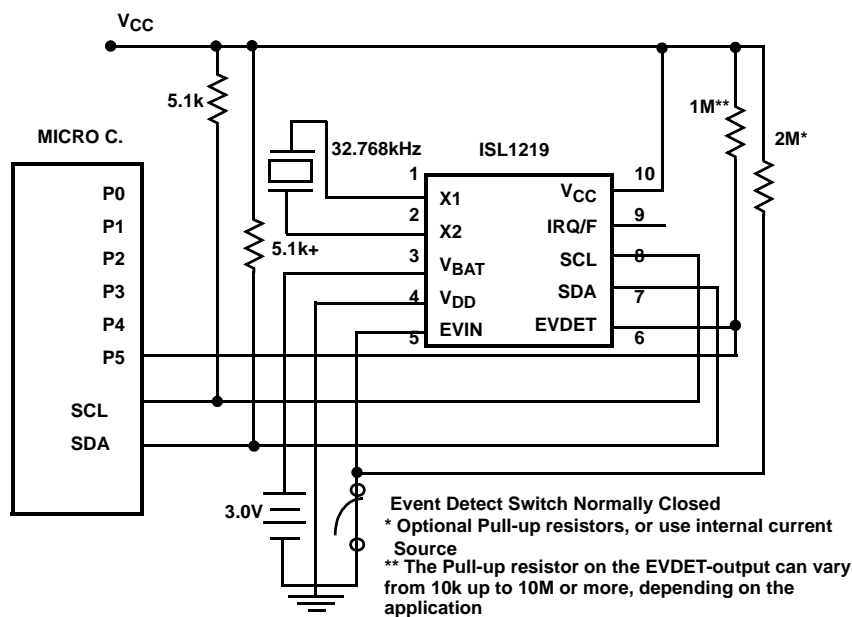 VCC
5.1k
1M**
2M*
MICRO C.
32.768kHz
ISL1219
P0
P1
P2
P3
P4
P5
SCL
SDA
5.1k+
1
2
3
4
5
X1
X2
VBAT
VDD
EVIN
VCC
IRQ/F
SCL
SDA
EVDET
10
9
8
7
6
3.0V
Event Detect Switch Normally Closed
* Optional Pull-up resistors, or use internal current
Source
** The Pull-up resistor on the EVDET-output can vary
from 10k up to 10M or more, depending on the
application